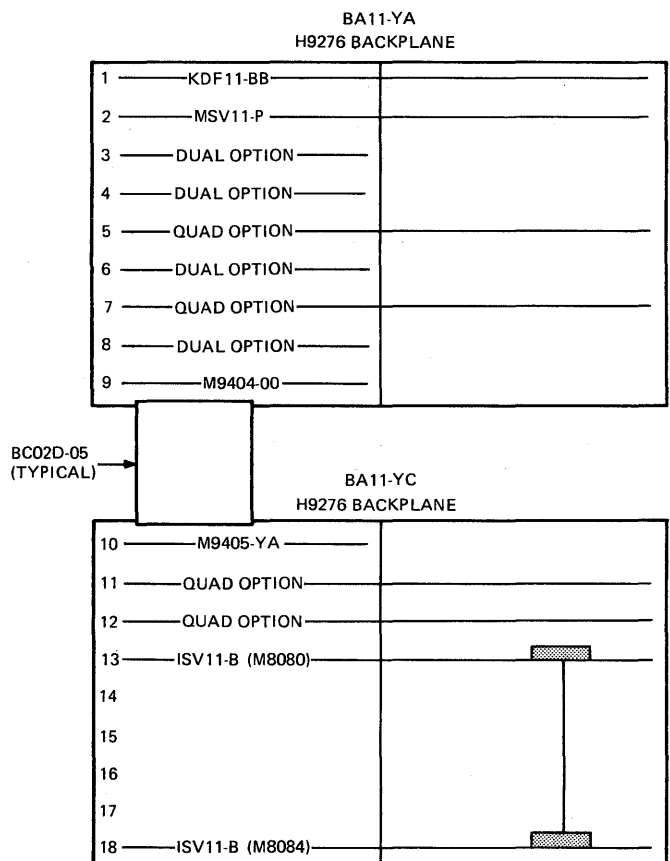 BA11-YA
H9276 BACKPLANE
1 KDF11-BB
2 MSV11-P
3 DUAL OPTION
4 DUAL OPTION
5 QUAD OPTION
6 DUAL OPTION
7 QUAD OPTION
8 DUAL OPTION
9 M9404-00
BC02D-05
(TYPICAL)
BA11-YC
H9276 BACKPLANE
10 M9405-YA
11 QUAD OPTION
12 QUAD OPTION
13 ISV11-B (M8080)
14
15
16
17
18 ISV11-B (M8084)